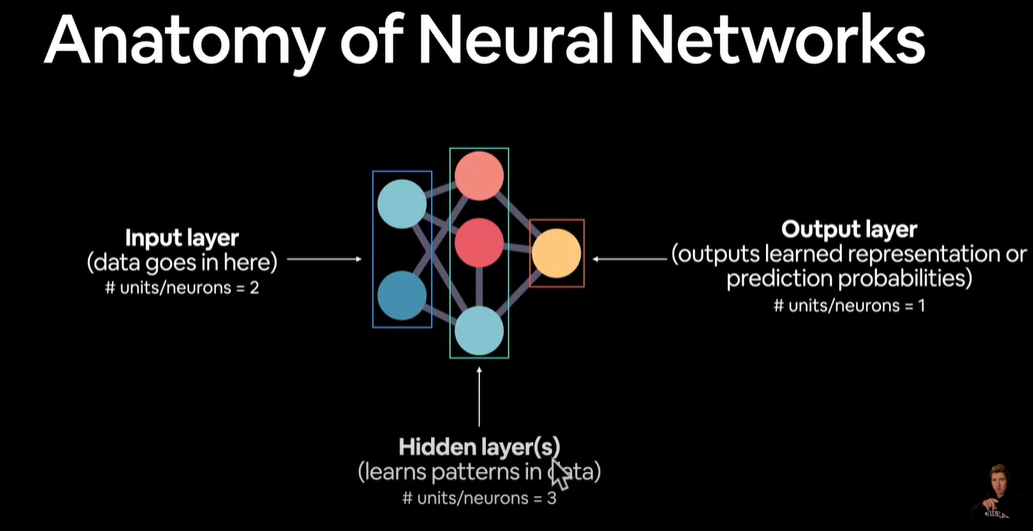 Anatomy of Neural Networks
Input layer
(data goes in here)
# units/neurons = 2
Output layer
(outputs learned representation or
prediction probabilities)
# units/neurons = 1
Hidden layer(s)
(learns patterns in data)
# units/neurons = 3